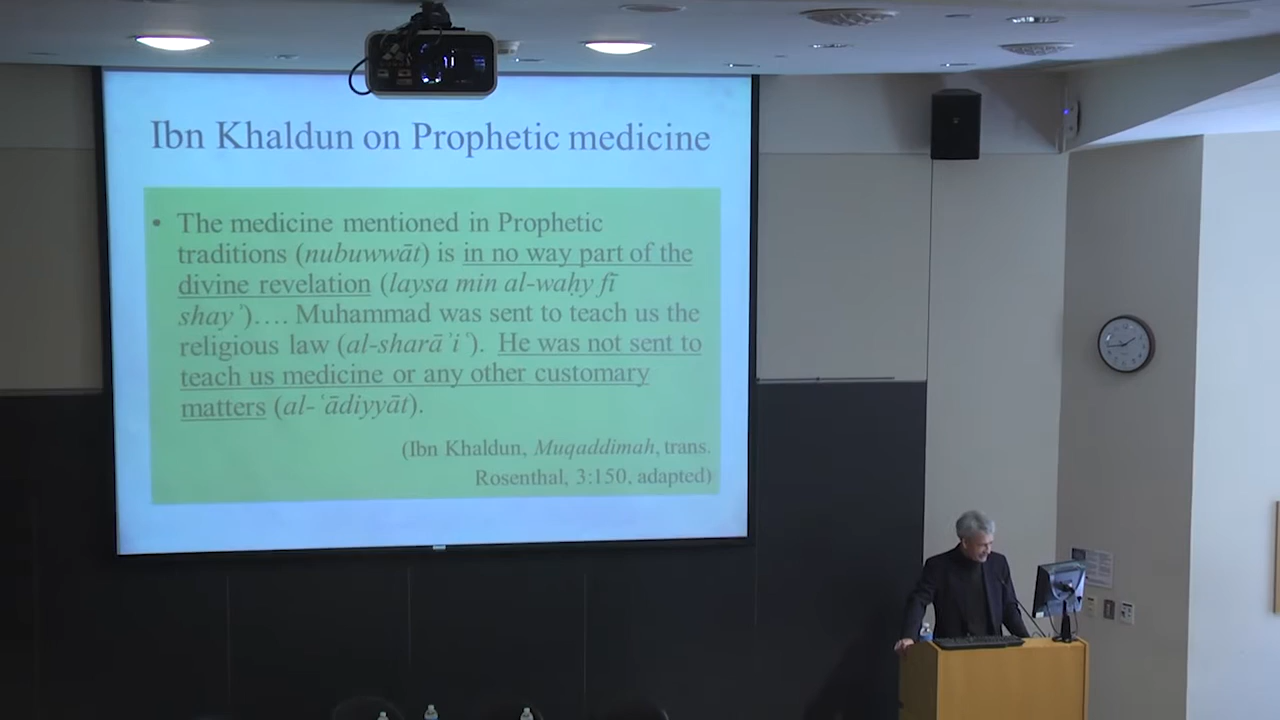 Ibn Khaldun on Prophetic medicine
• The medicine mentioned in Prophetic
traditions (nubuwwāt) is in no way part of the
divine revelation (laysa min al-waḥy fī
shayʾ)…. Muhammad was sent to teach us the
religious law (al-sharāʾiʿ). He was not sent to
teach us medicine or any other customary
matters (al-ʿādiyyāt).
(Ibn Khaldun, Muqaddimah, trans.
Rosenthal, 3:150, adapted)